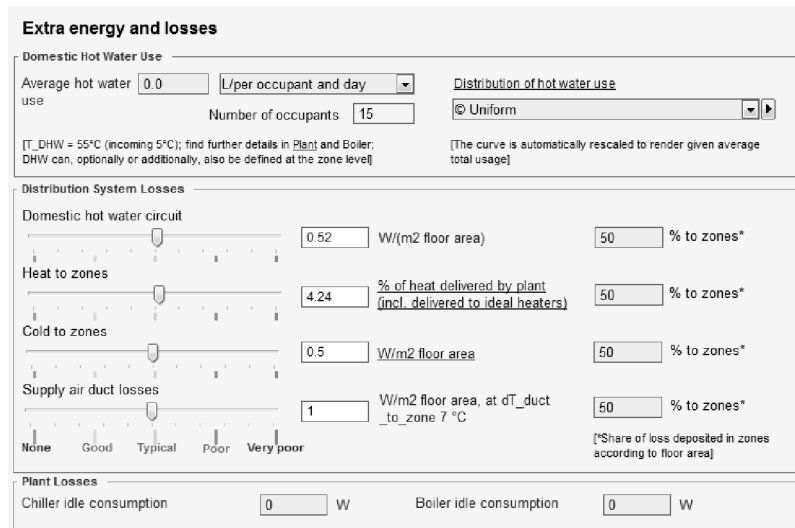 Extra energy and losses
Domestic Hot Water Use
Average hot water use 0.0 L/per occupant and day
Number of occupants 15
Distribution of hot water use
© Uniform
[T_DHW = 55°C (incoming 5°C); find further details in Plant and Boiler;
DHW can, optionally or additionally, also be defined at the zone level]
[The curve is automatically rescaled to render given average
total usage]
Distribution System Losses
Domestic hot water circuit
0.52 W/(m2 floor area) 50 % to zones*
Heat to zones
4.24 % of heat delivered by plant
(incl. delivered to ideal heaters) 50 % to zones*
Cold to zones
0.5 W/m2 floor area 50 % to zones*
Supply air duct losses
1 W/m2 floor area, at dT_duct
_to_zone 7 °C 50 % to zones*
None Good Typical Poor Very poor
[*Share of loss deposited in zones
according to floor area]
Plant Losses
Chiller idle consumption 0 W Boiler idle consumption 0 W